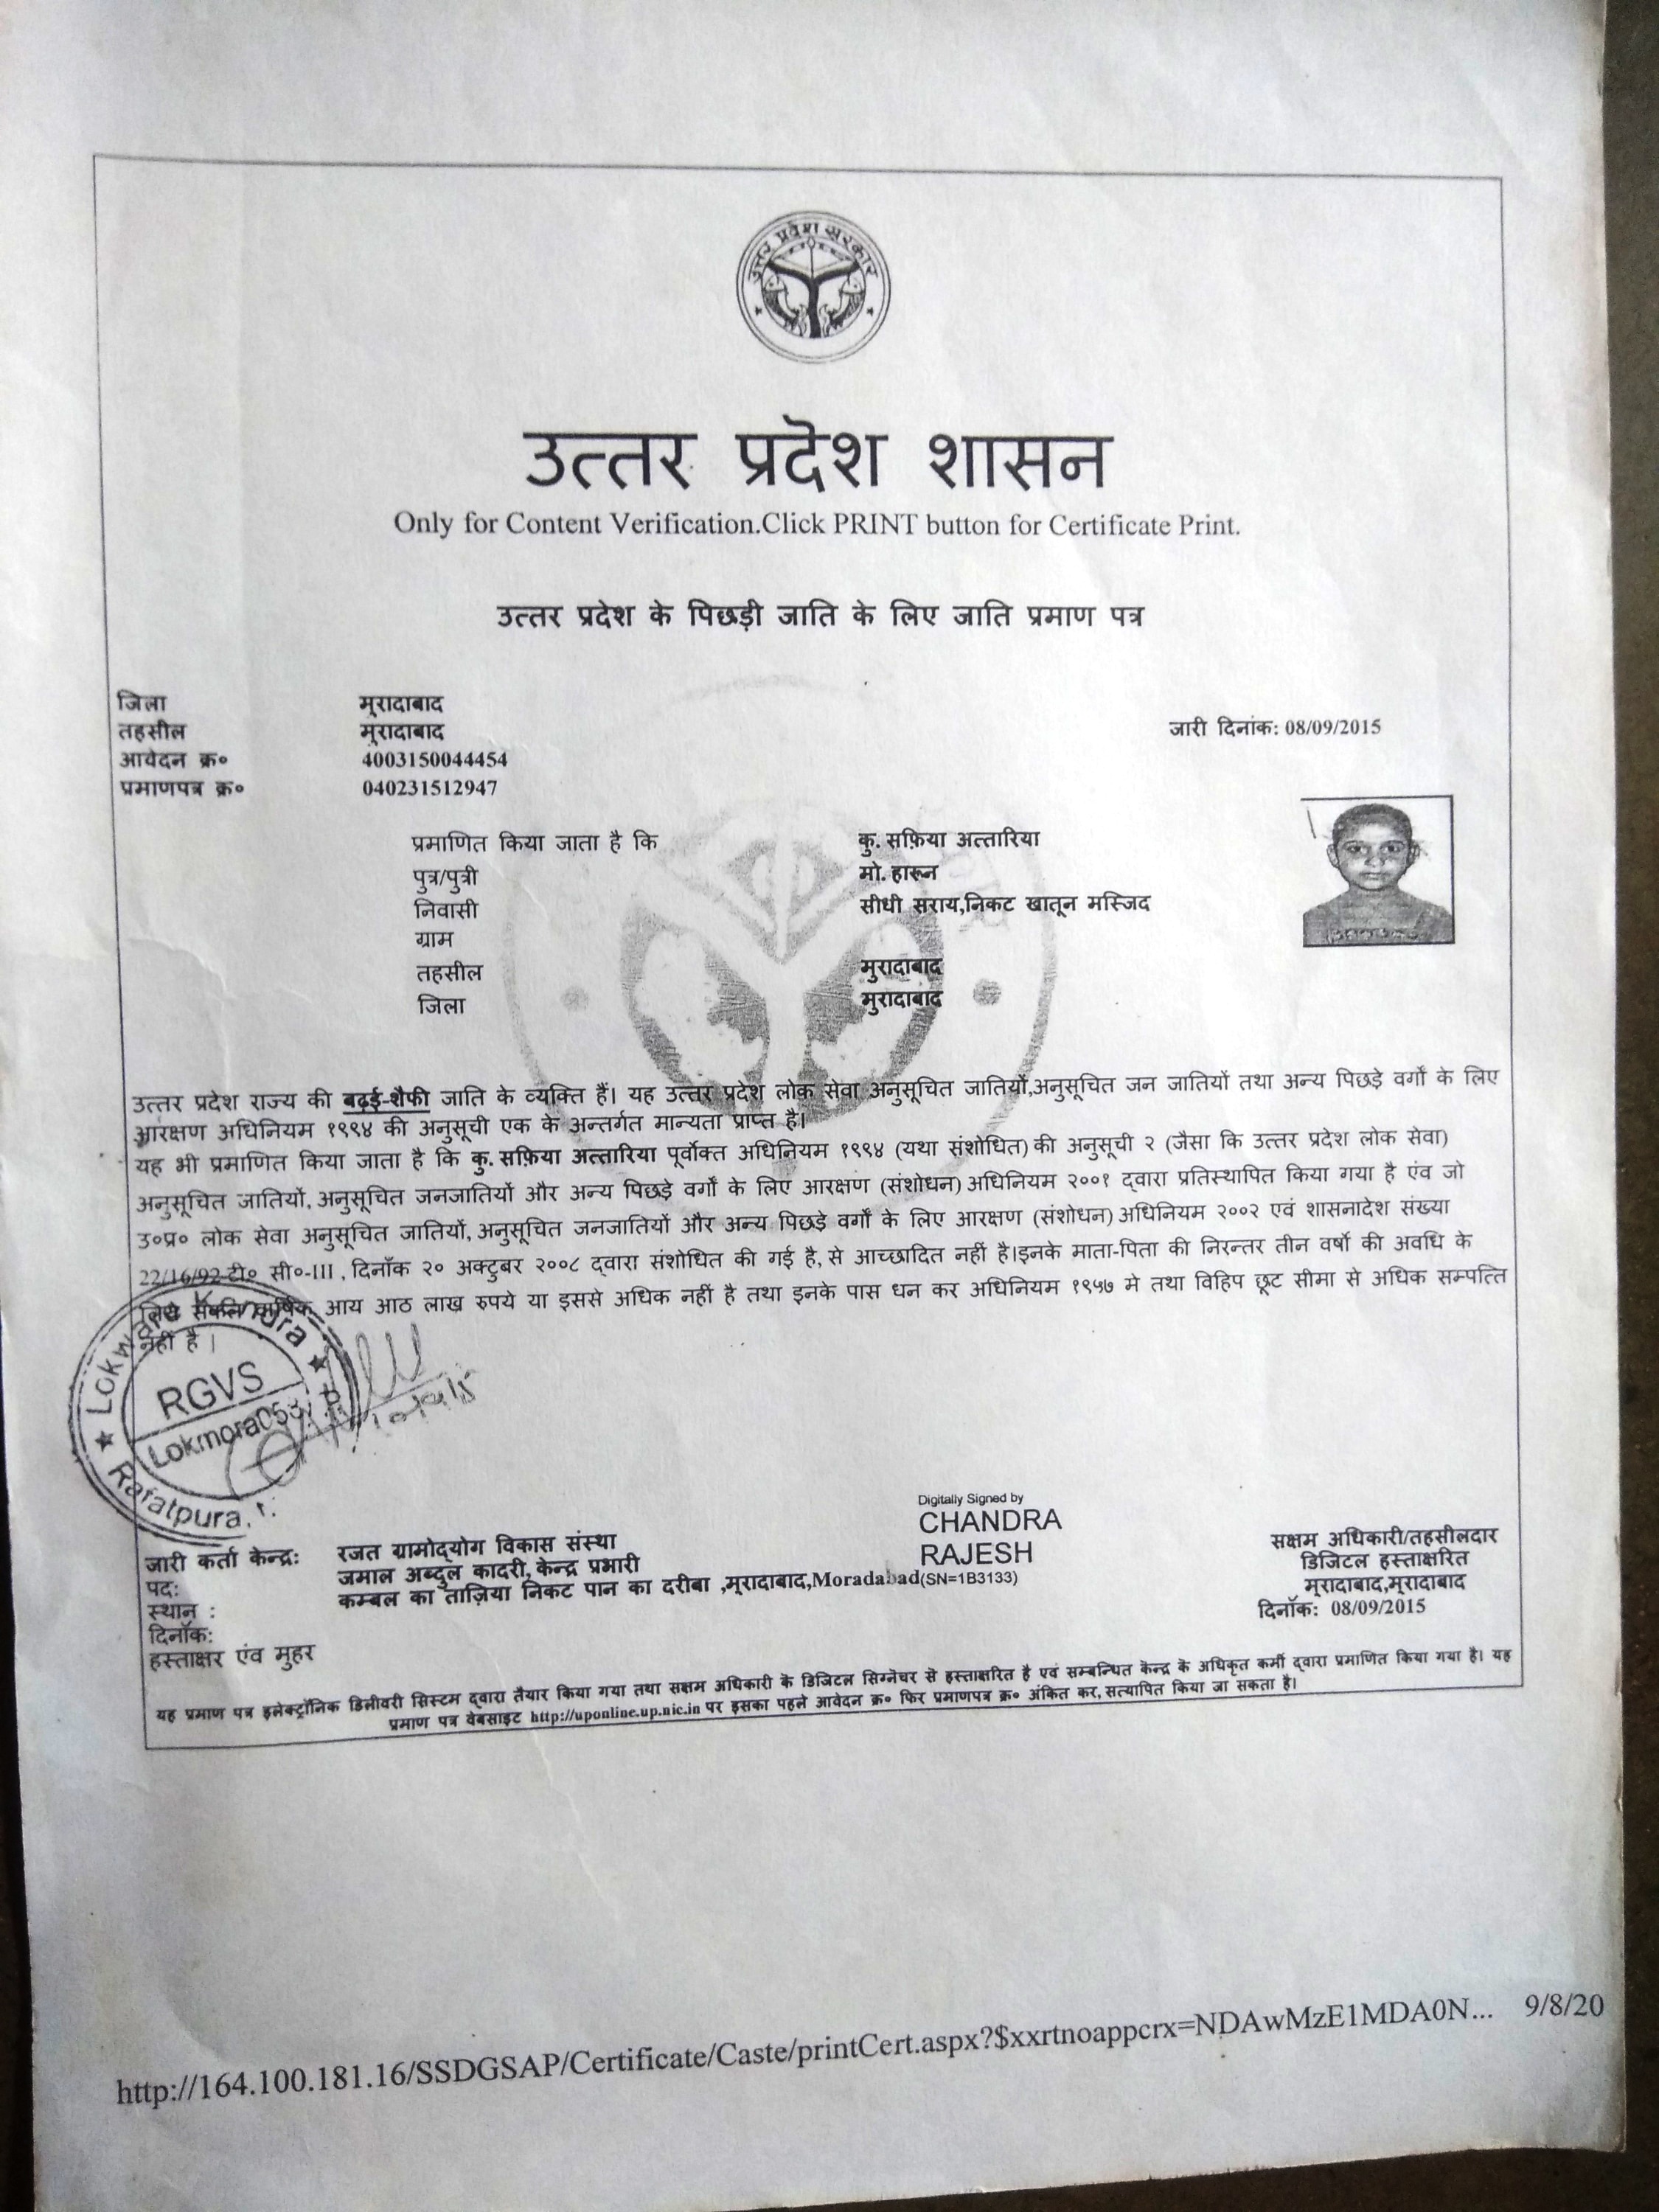 उत्तर प्रदेश सरकार
उत्तर प्रदेश शासन
Only for Content Verification.Click PRINT button for Certificate Print.
उत्तर प्रदेश के पिछड़ी जाति के लिए जाति प्रमाण पत्र
जिला मूरादाबाद
तहसील मूरादाबाद
जारी दिनांक: 08/09/2015
आवेदन क्र० 4003150044454
प्रमाणपत्र क्र० 040231512947
प्रमाणित किया जाता है कि कु. सफ़िया अत्तारिया
पुत्र/पुत्री मो. हारून
निवासी सीधी सराय,निकट खातून मस्जिद
ग्राम
तहसील मुरादाबाद
जिला मुरादाबाद
उत्तर प्रदेश राज्य की बढ़ई-शैफी जाति के व्यक्ति हैं। यह उत्तर प्रदेश लोक सेवा अनुसूचित जातियों,अनुसूचित जन जातियों तथा अन्य पिछड़े वर्गों के लिए
आरक्षण अधिनियम १९९४ की अनुसूची एक के अन्तर्गत मान्यता प्राप्त है।
यह भी प्रमाणित किया जाता है कि कु. सफ़िया अत्तारिया पूर्वोक्त अधिनियम १९९४ (यथा संशोधित) की अनुसूची २ (जैसा कि उत्तर प्रदेश लोक सेवा)
अनुसूचित जातियों, अनुसूचित जनजातियों और अन्य पिछड़े वर्गों के लिए आरक्षण (संशोधन) अधिनियम २००१ द्वारा प्रतिस्थापित किया गया है एंव जो
उ०प्र० लोक सेवा अनुसूचित जातियों, अनुसूचित जनजातियों और अन्य पिछड़े वर्गों के लिए आरक्षण (संशोधन) अधिनियम २००२ एवं शासनादेश संख्या
22/16/92 टी० सी०-III , दिनाँक २० अक्टुबर २००८ द्वारा संशोधित की गई है, से आच्छादित नहीं है।इनके माता-पिता की निरन्तर तीन वर्षो की अवधि के
लिये सकल वार्षिक आय आठ लाख रुपये या इससे अधिक नहीं है तथा इनके पास धन कर अधिनियम १९५७ मे तथा विहिप छूट सीमा से अधिक सम्पत्ति
नहीं है |
Lokwani Kendra
RGVS
Lokmora053
Rafatpura,
Digitally Signed by
CHANDRA
RAJESH
(SN=1B3133)
जारी कर्ता केन्द्र: रजत ग्रामोद्योग विकास संस्था
पद: जमाल अब्दुल कादरी, केन्द्र प्रभारी
स्थान : कम्बल का ताज़िया निकट पान का दरीबा ,मूरादाबाद,Moradabad
दिनॉक:
हस्ताक्षर एंव मुहर
सक्षम अधिकारी/तहसीलदार
डिजिटल हस्ताक्षरित
मूरादाबाद,मूरादाबाद
दिनॉक: 08/09/2015
यह प्रमाण पत्र इलेक्ट्रॉनिक डिलीवरी सिस्टम द्वारा तैयार किया गया तथा सक्षम अधिकारी के डिजिटल सिग्नेचर से हस्ताक्षरित है एवं सम्बन्धित केन्द्र के अधिकृत कर्मी द्वारा प्रमाणित किया गया है। यह
प्रमाण पत्र वेबसाइट http://uponline.up.nic.in पर इसका पहले आवेदन क्र० फिर प्रमाणपत्र क्र० अंकित कर, सत्यापित किया जा सकता है।
http://164.100.181.16/SSDGSAP/Certificate/Caste/printCert.aspx?$xxrtnoappcrx=NDAwMzE1MDA0N... 9/8/20